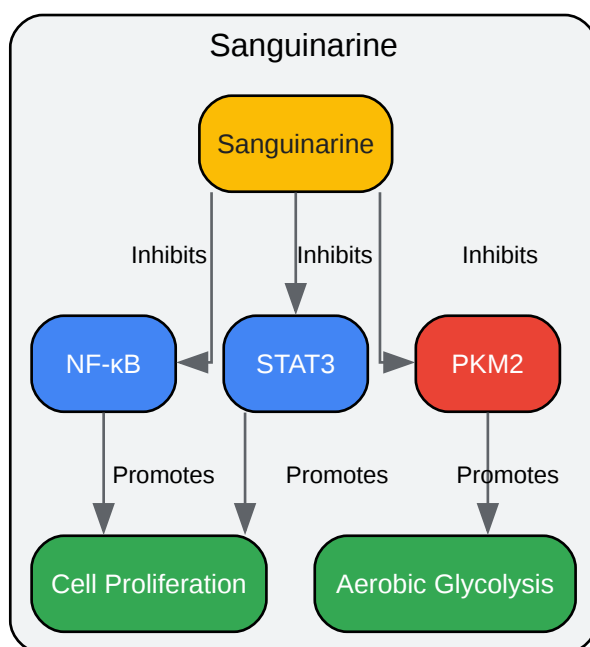 Sanguinarine
Sanguinarine
Inhibits
Inhibits
Inhibits
NF-κB
STAT3
PKM2
Promotes
Promotes
Promotes
Cell Proliferation
Aerobic Glycolysis